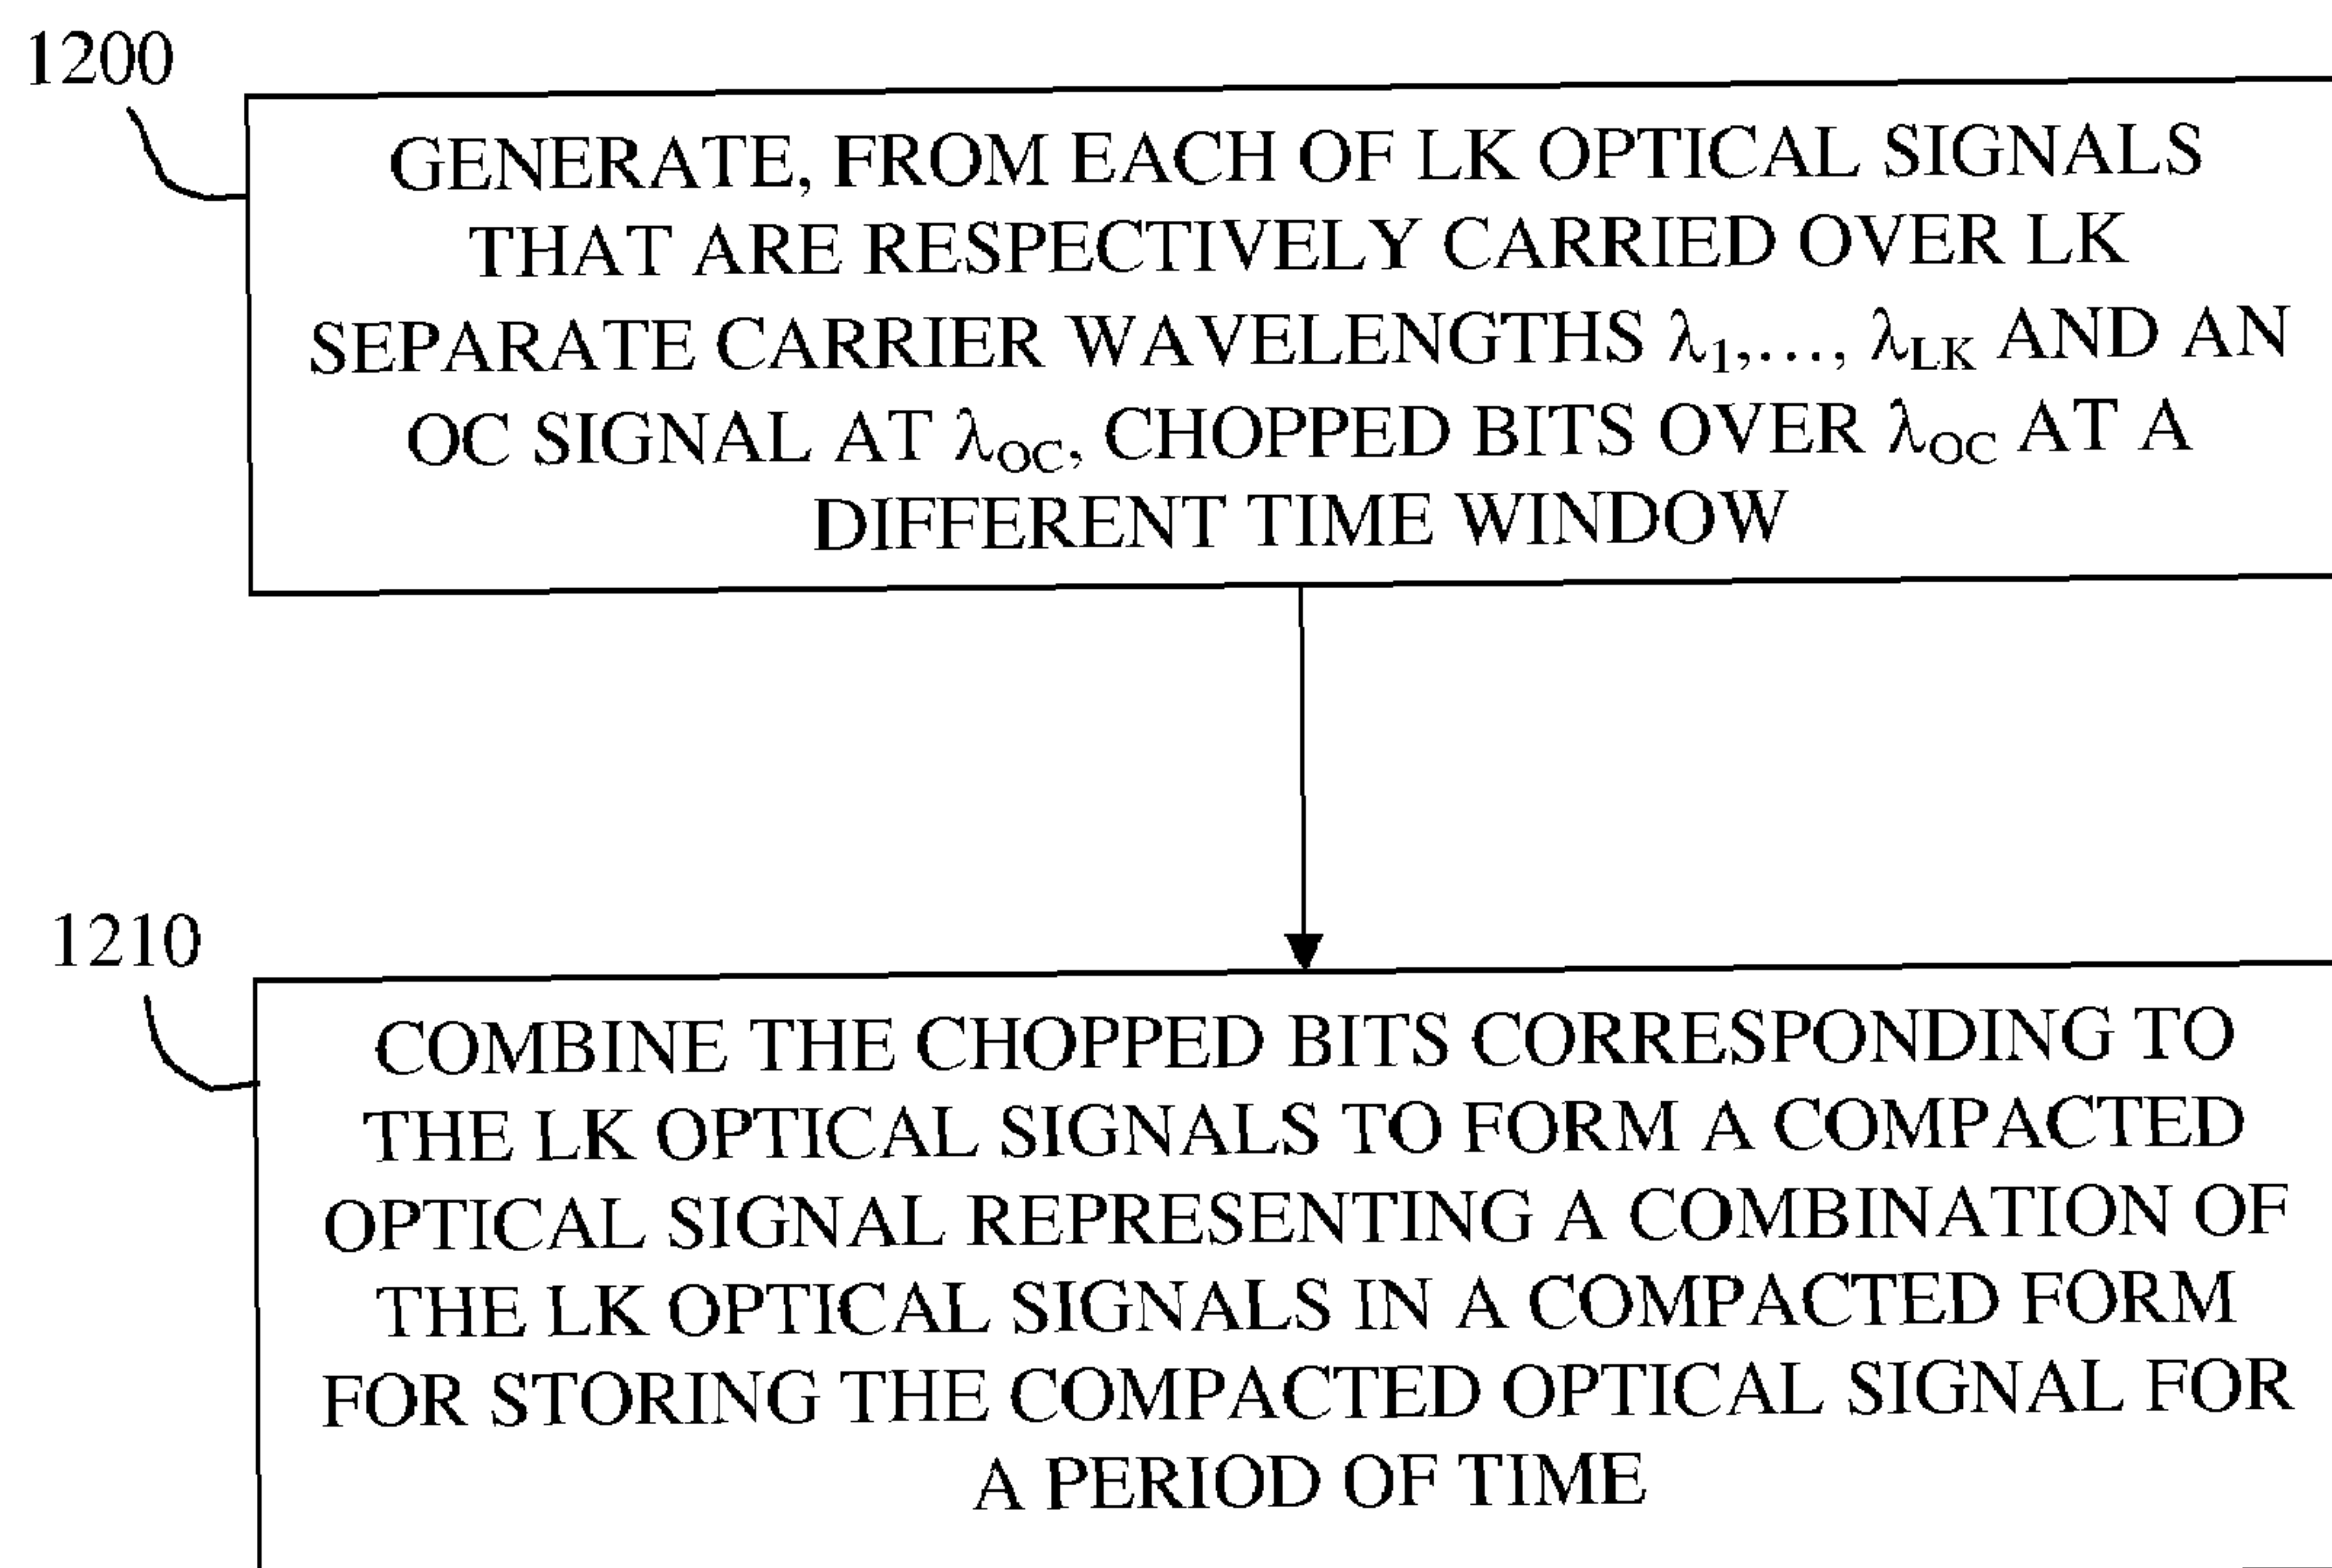 1200
GENERATE, FROM EACH OF LK OPTICAL SIGNALS
THAT ARE RESPECTIVELY CARRIED OVER LK
SEPARATE CARRIER WAVELENGTHS λ₁,..., λ_LK AND AN
OC SIGNAL AT λ_OC, CHOPPED BITS OVER λ_OC AT A
DIFFERENT TIME WINDOW
1210
COMBINE THE CHOPPED BITS CORRESPONDING TO
THE LK OPTICAL SIGNALS TO FORM A COMPACTED
OPTICAL SIGNAL REPRESENTING A COMBINATION OF
THE LK OPTICAL SIGNALS IN A COMPACTED FORM
FOR STORING THE COMPACTED OPTICAL SIGNAL FOR
A PERIOD OF TIME